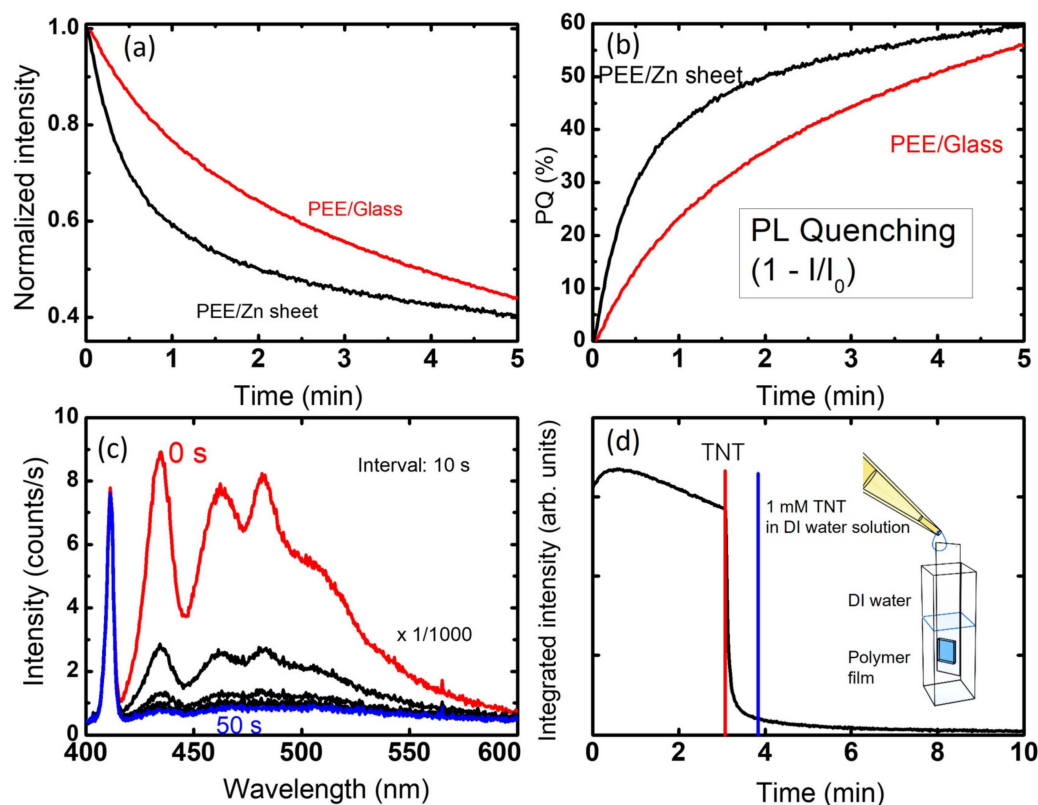 (a)
Normalized intensity
1.0
0.8
0.6
0.4
PEE/Glass
PEE/Zn sheet
0 1 2 3 4 5
Time (min)
(b)
PQ (%)
60
50
40
30
20
10
0
PEE/Zn sheet
PEE/Glass
PL Quenching
(1 - I/I₀)
0 1 2 3 4 5
Time (min)
(c)
Intensity (counts/s)
10
8
6
4
2
0
0 s
Interval: 10 s
x 1/1000
50 s
400 450 500 550 600
Wavelength (nm)
(d)
Integrated intensity (arb. units)
TNT
1 mM TNT
in DI water solution
DI water
Polymer
film
0 2 4 6 8 10
Time (min)